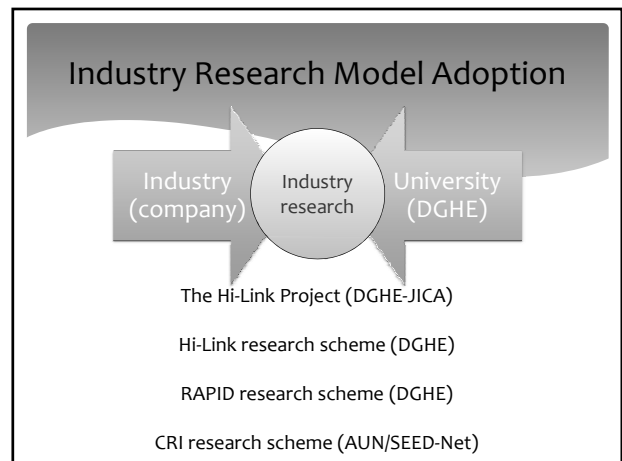 Industry Research Model Adoption
Industry
(company)
Industry
research
University
(DGHE)
The Hi-Link Project (DGHE-JICA)
Hi-Link research scheme (DGHE)
RAPID research scheme (DGHE)
CRI research scheme (AUN/SEED-Net)